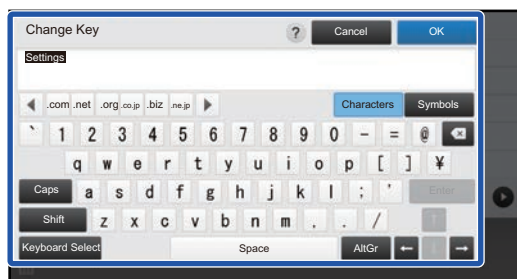 Change Key ? Cancel OK
Settings
.com .net .org .co.jp .biz .ne.jp Characters Symbols
` 1 2 3 4 5 6 7 8 9 0 - = @
q w e r t y u i o p [ ] ¥
Caps a s d f g h j k l ; ' Enter
Shift z x c v b n m , . /
Keyboard Select Space AltGr